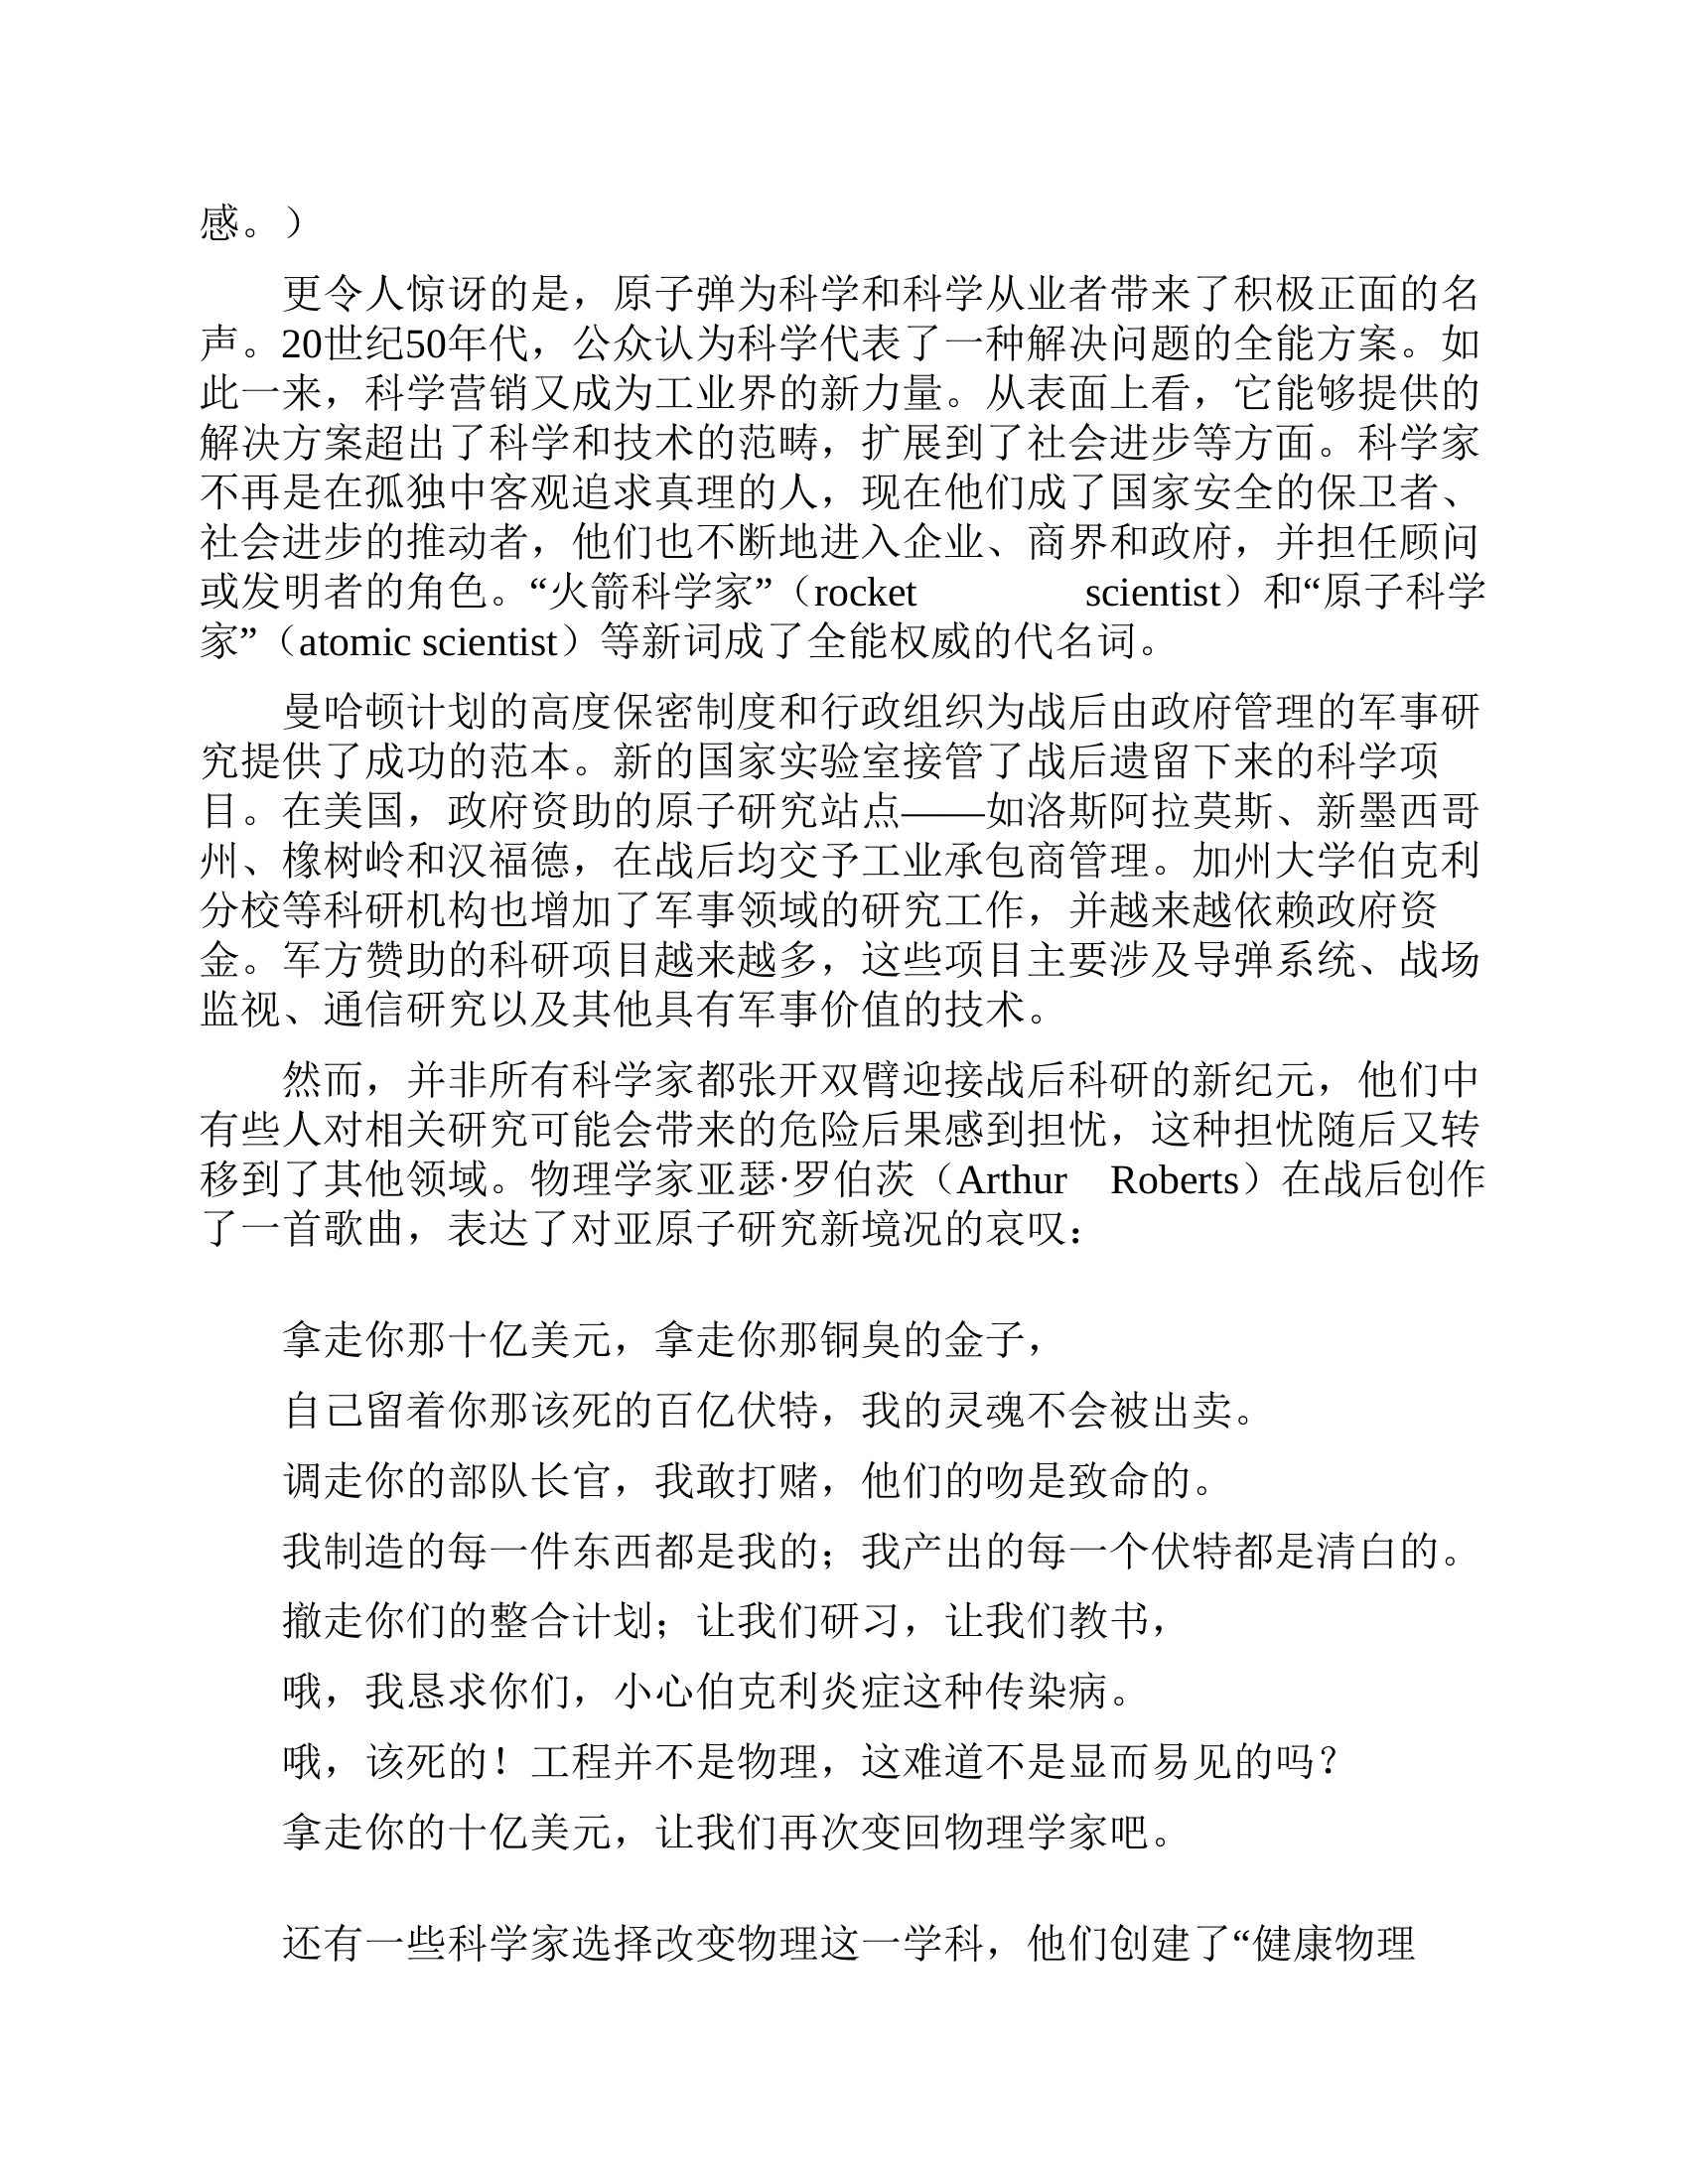 感。）
更令人惊讶的是，原子弹为科学和科学从业者带来了积极正面的名
声。20世纪50年代，公众认为科学代表了一种解决问题的全能方案。如
此一来，科学营销又成为工业界的新力量。从表面上看，它能够提供的
解决方案超出了科学和技术的范畴，扩展到了社会进步等方面。科学家
不再是在孤独中客观追求真理的人，现在他们成了国家安全的保卫者、
社会进步的推动者，他们也不断地进入企业、商界和政府，并担任顾问
或发明者的角色。“火箭科学家”（rocket scientist）和“原子科学
家”（atomic scientist）等新词成了全能权威的代名词。
曼哈顿计划的高度保密制度和行政组织为战后由政府管理的军事研
究提供了成功的范本。新的国家实验室接管了战后遗留下来的科学项
目。在美国，政府资助的原子研究站点——如洛斯阿拉莫斯、新墨西哥
州、橡树岭和汉福德，在战后均交予工业承包商管理。加州大学伯克利
分校等科研机构也增加了军事领域的研究工作，并越来越依赖政府资
金。军方赞助的科研项目越来越多，这些项目主要涉及导弹系统、战场
监视、通信研究以及其他具有军事价值的技术。
然而，并非所有科学家都张开双臂迎接战后科研的新纪元，他们中
有些人对相关研究可能会带来的危险后果感到担忧，这种担忧随后又转
移到了其他领域。物理学家亚瑟·罗伯茨（Arthur Roberts）在战后创作
了一首歌曲，表达了对亚原子研究新境况的哀叹：
拿走你那十亿美元，拿走你那铜臭的金子，
自己留着你那该死的百亿伏特，我的灵魂不会被出卖。
调走你的部队长官，我敢打赌，他们的吻是致命的。
我制造的每一件东西都是我的；我产出的每一个伏特都是清白的。
撤走你们的整合计划；让我们研习，让我们教书，
哦，我恳求你们，小心伯克利炎症这种传染病。
哦，该死的！工程并不是物理，这难道不是显而易见的吗？
拿走你的十亿美元，让我们再次变回物理学家吧。
还有一些科学家选择改变物理这一学科，他们创建了“健康物理